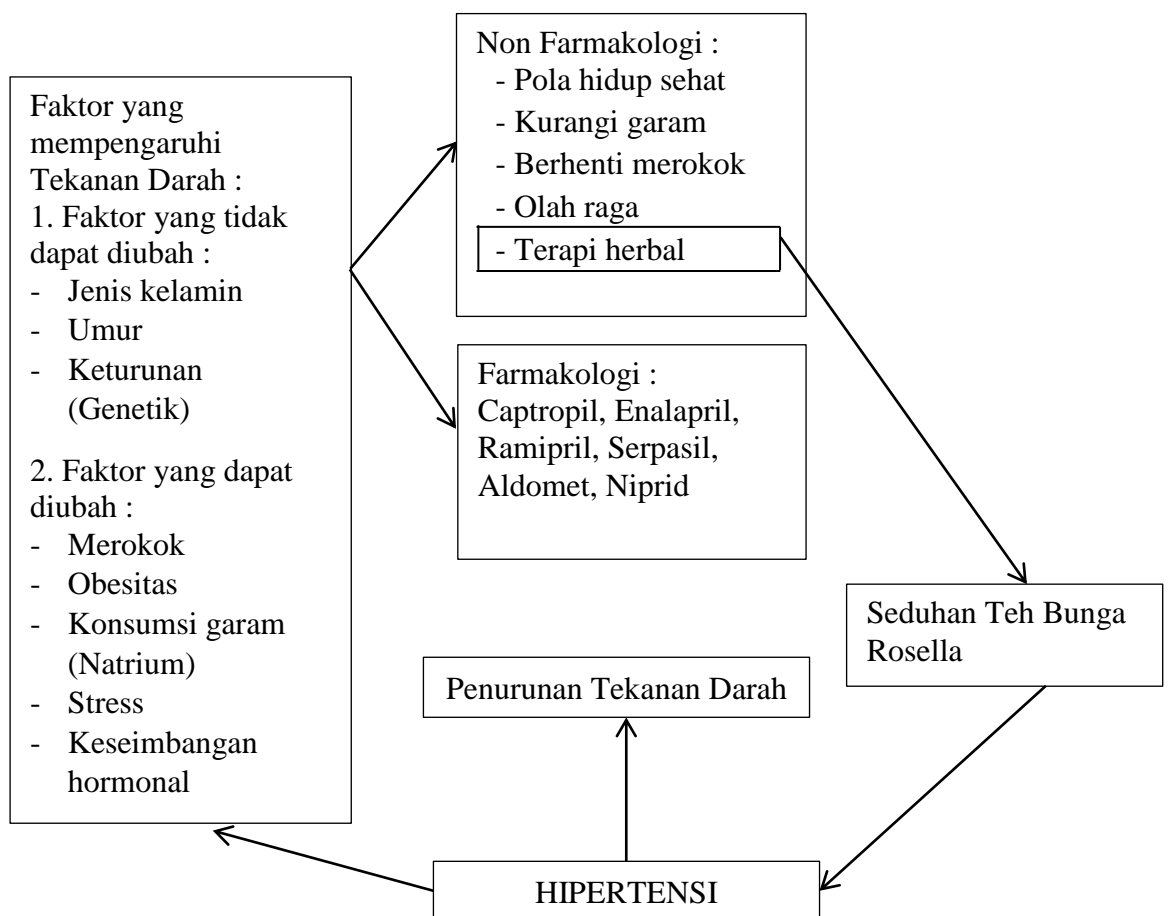 Faktor yang
mempengaruhi
Tekanan Darah :
1. Faktor yang tidak
dapat diubah :
- Jenis kelamin
- Umur
- Keturunan
(Genetik)
2. Faktor yang dapat
diubah :
- Merokok
- Obesitas
- Konsumsi garam
(Natrium)
- Stress
- Keseimbangan
hormonal
Non Farmakologi :
- Pola hidup sehat
- Kurangi garam
- Berhenti merokok
- Olah raga
- Terapi herbal
Farmakologi :
Captropil, Enalapril,
Ramipril, Serpasil,
Aldomet, Niprid
Seduhan Teh Bunga
Rosella
Penurunan Tekanan Darah
HIPERTENSI